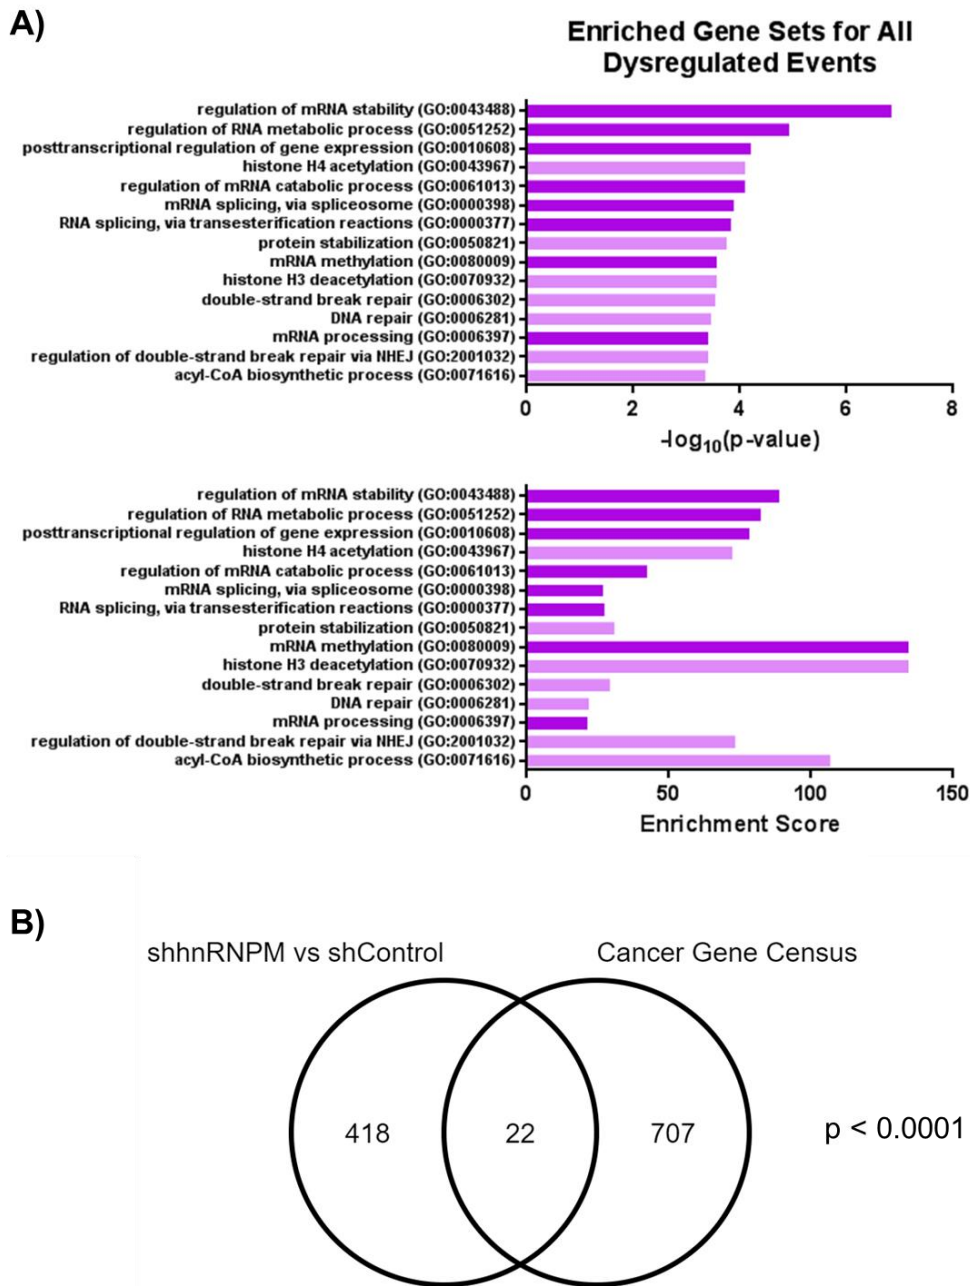 A)
Enriched Gene Sets for All
Dysregulated Events
regulation of mRNA stability (GO:0043488)
regulation of RNA metabolic process (GO:0051252)
posttranscriptional regulation of gene expression (GO:0010608)
histone H4 acetylation (GO:0043967)
regulation of mRNA catabolic process (GO:0061013)
mRNA splicing, via spliceosome (GO:0000398)
RNA splicing, via transesterification reactions (GO:0000377)
protein stabilization (GO:0050821)
mRNA methylation (GO:0080009)
histone H3 deacetylation (GO:0070932)
double-strand break repair (GO:0006302)
DNA repair (GO:0006281)
mRNA processing (GO:0006397)
regulation of double-strand break repair via NHEJ (GO:2001032)
acyl-CoA biosynthetic process (GO:0071616)
0 2 4 6 8
-log10(p-value)
regulation of mRNA stability (GO:0043488)
regulation of RNA metabolic process (GO:0051252)
posttranscriptional regulation of gene expression (GO:0010608)
histone H4 acetylation (GO:0043967)
regulation of mRNA catabolic process (GO:0061013)
mRNA splicing, via spliceosome (GO:0000398)
RNA splicing, via transesterification reactions (GO:0000377)
protein stabilization (GO:0050821)
mRNA methylation (GO:0080009)
histone H3 deacetylation (GO:0070932)
double-strand break repair (GO:0006302)
DNA repair (GO:0006281)
mRNA processing (GO:0006397)
regulation of double-strand break repair via NHEJ (GO:2001032)
acyl-CoA biosynthetic process (GO:0071616)
0 50 100 150
Enrichment Score
B)
shhnRNPM vs shControl Cancer Gene Census
418 22 707 p < 0.0001